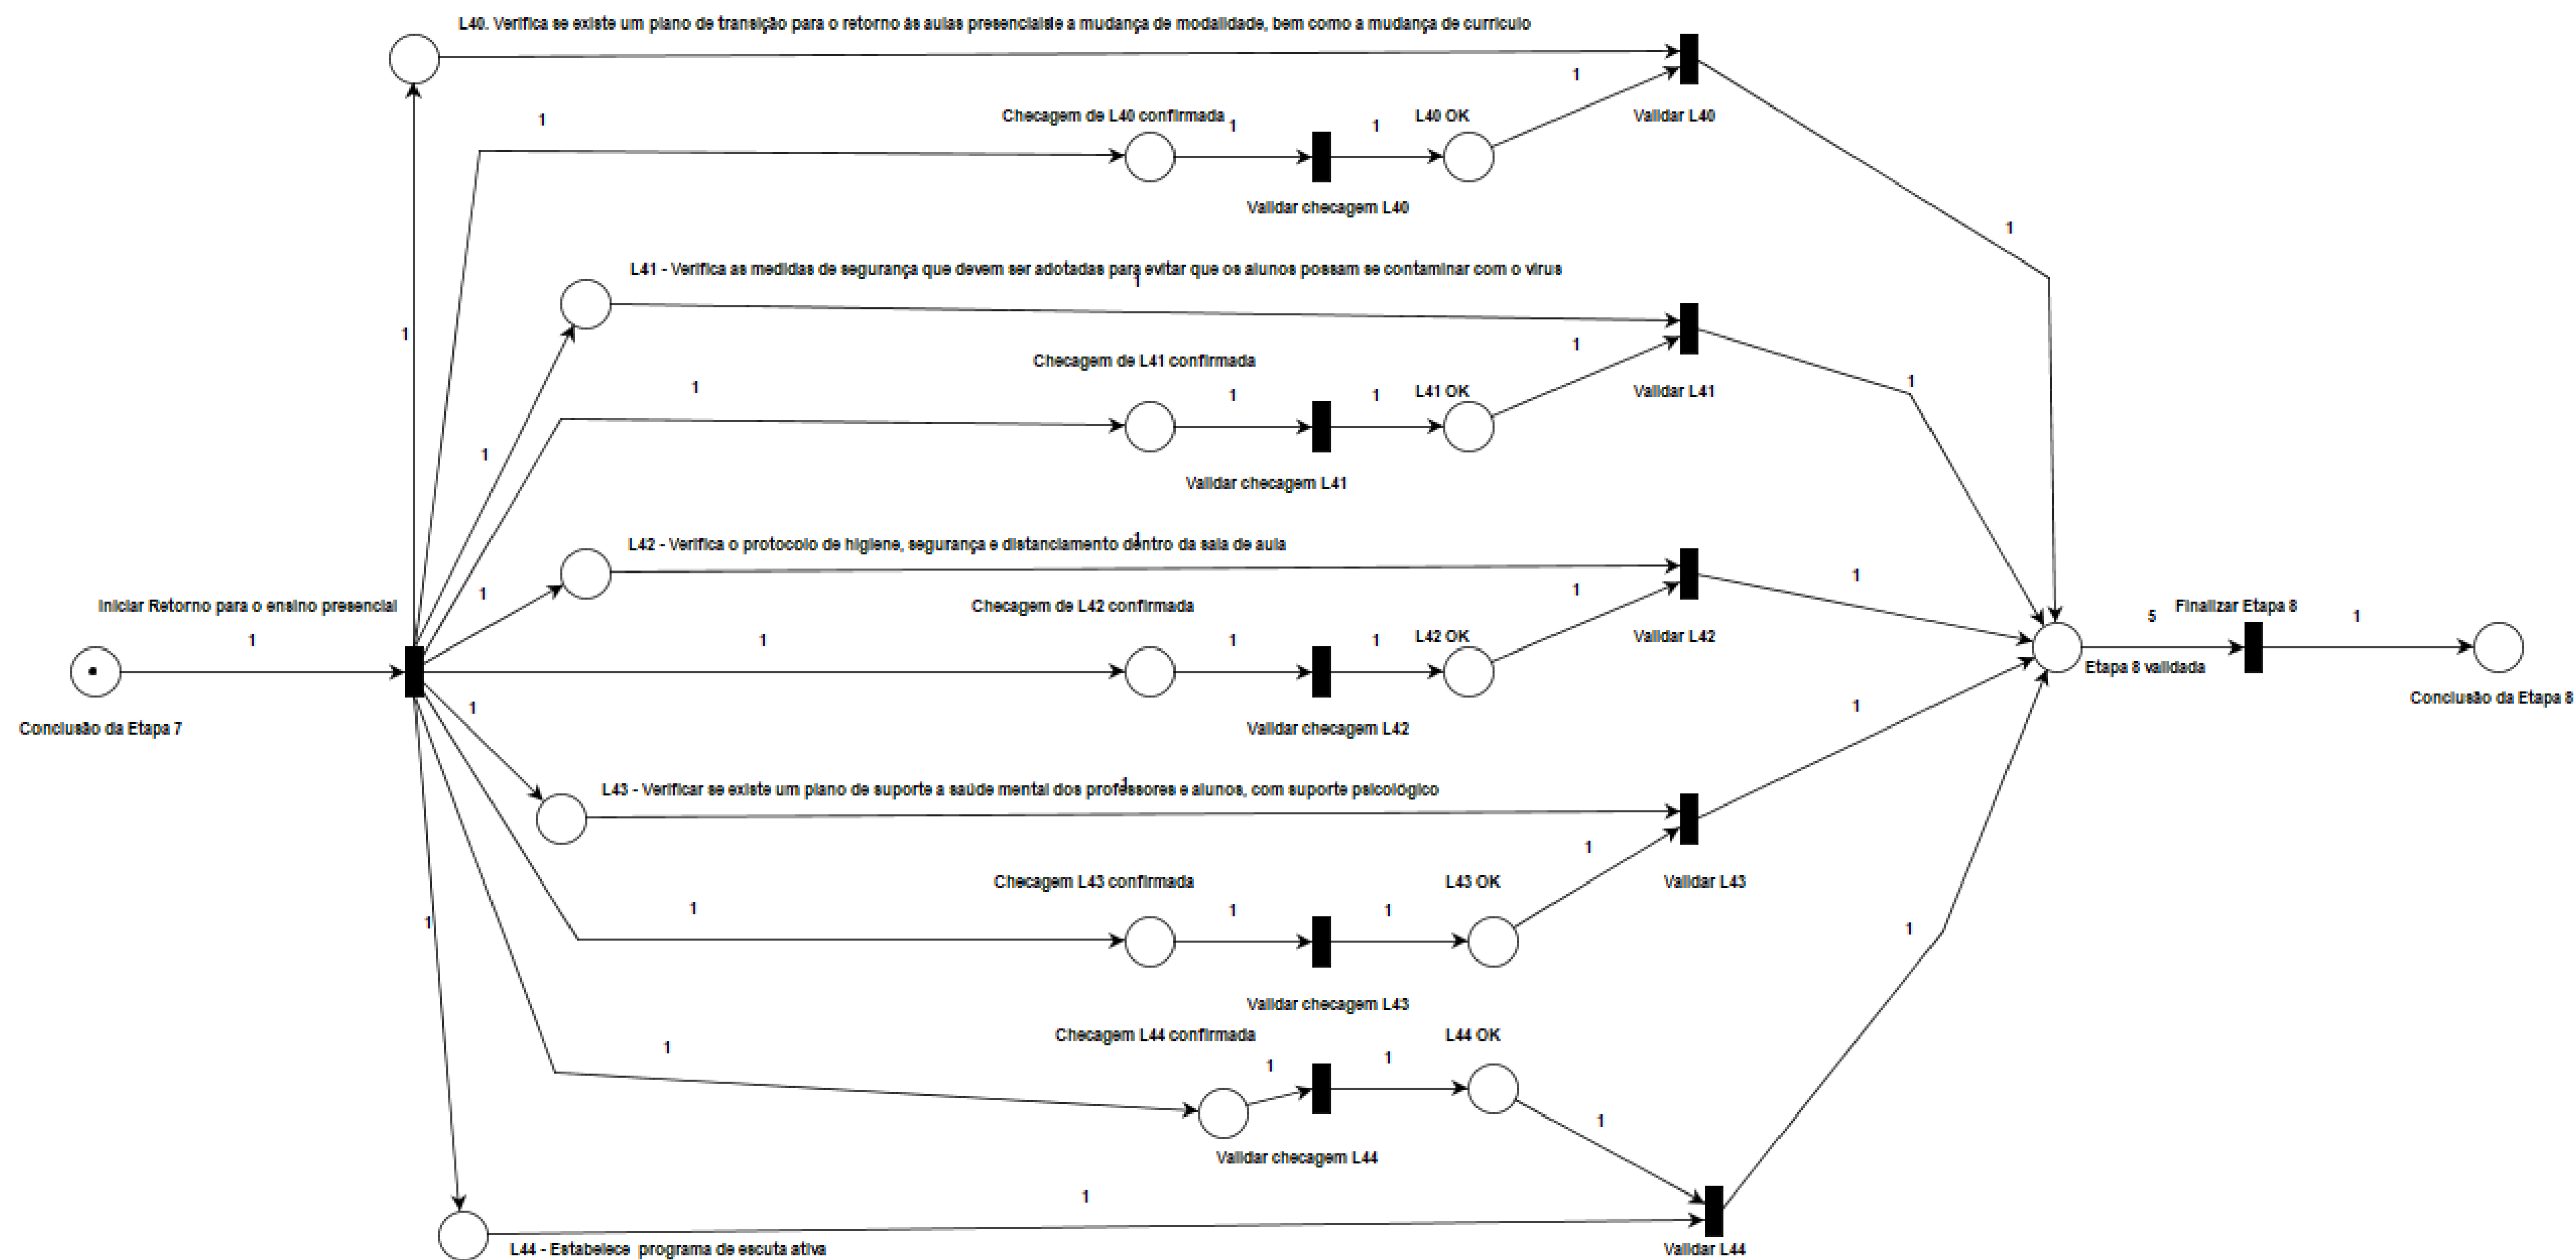 L40. Verifica se existe um plano de transição para o retorno às aulas presenciais e a mudança de modalidade, bem como a mudança de currículo
1
1
Checagem de L40 confirmada
1
1
L40 OK
Validar L40
Validar checagem L40
1
L41 - Verifica as medidas de segurança que devem ser adotadas para evitar que os alunos possam se contaminar com o vírus
1
1
1
Checagem de L41 confirmada
1
1
1
1
L41 OK
Validar L41
1
Validar checagem L41
L42 - Verifica o protocolo de higiene, segurança e distanciamento dentro da sala de aula
1
1
1
1
Iniciar Retorno para o ensino presencial
Checagem de L42 confirmada
Finalizar Etapa 8
5
1
1
1
1
1
L42 OK
Validar L42
Etapa 8 validada
Conclusão da Etapa 8
1
1
Conclusão da Etapa 7
Validar checagem L42
L43 - Verificar se existe um plano de suporte a saúde mental dos professores e alunos, com suporte psicológico
1
1
Checagem L43 confirmada
L43 OK
Validar L43
1
1
1
1
1
Validar checagem L43
Checagem L44 confirmada
L44 OK
1
1
1
1
Validar checagem L44
1
L44 - Estabelece programa de escuta ativa
Validar L44